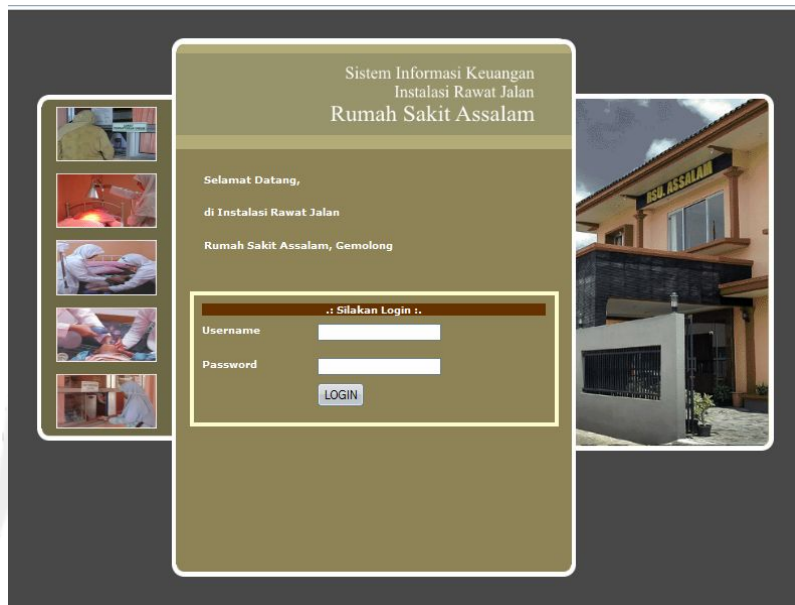 Sistem Informasi Keuangan
Instalasi Rawat Jalan
Rumah Sakit Assalam
Selamat Datang,
di Instalasi Rawat Jalan
Rumah Sakit Assalam, Gemolong
.: Silakan Login :.
Username
Password
LOGIN
RSU. ASSALAM